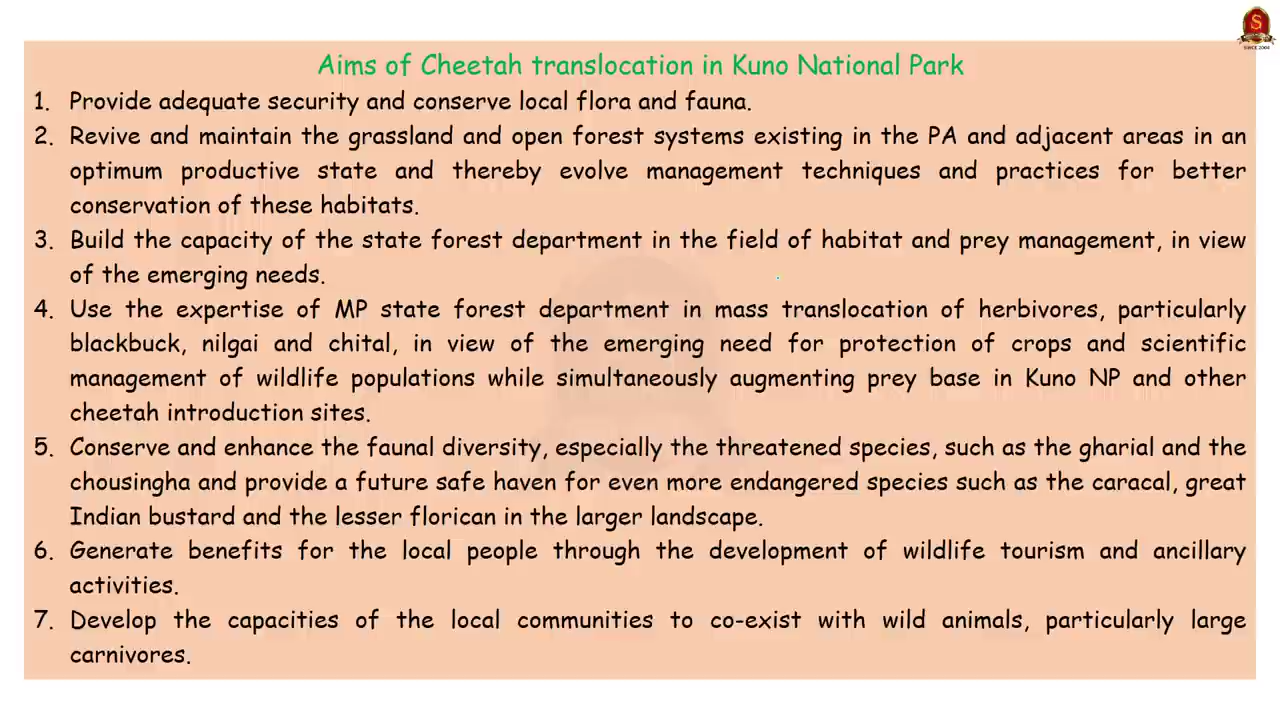 S
SINCE 2004
Aims of Cheetah translocation in Kuno National Park
1. Provide adequate security and conserve local flora and fauna.
2. Revive and maintain the grassland and open forest systems existing in the PA and adjacent areas in an
optimum productive state and thereby evolve management techniques and practices for better
conservation of these habitats.
3. Build the capacity of the state forest department in the field of habitat and prey management, in view
of the emerging needs.
4. Use the expertise of MP state forest department in mass translocation of herbivores, particularly
blackbuck, nilgai and chital, in view of the emerging need for protection of crops and scientific
management of wildlife populations while simultaneously augmenting prey base in Kuno NP and other
cheetah introduction sites.
5. Conserve and enhance the faunal diversity, especially the threatened species, such as the gharial and the
chousingha and provide a future safe haven for even more endangered species such as the caracal, great
Indian bustard and the lesser florican in the larger landscape.
6. Generate benefits for the local people through the development of wildlife tourism and ancillary
activities.
7. Develop the capacities of the local communities to co-exist with wild animals, particularly large
carnivores.